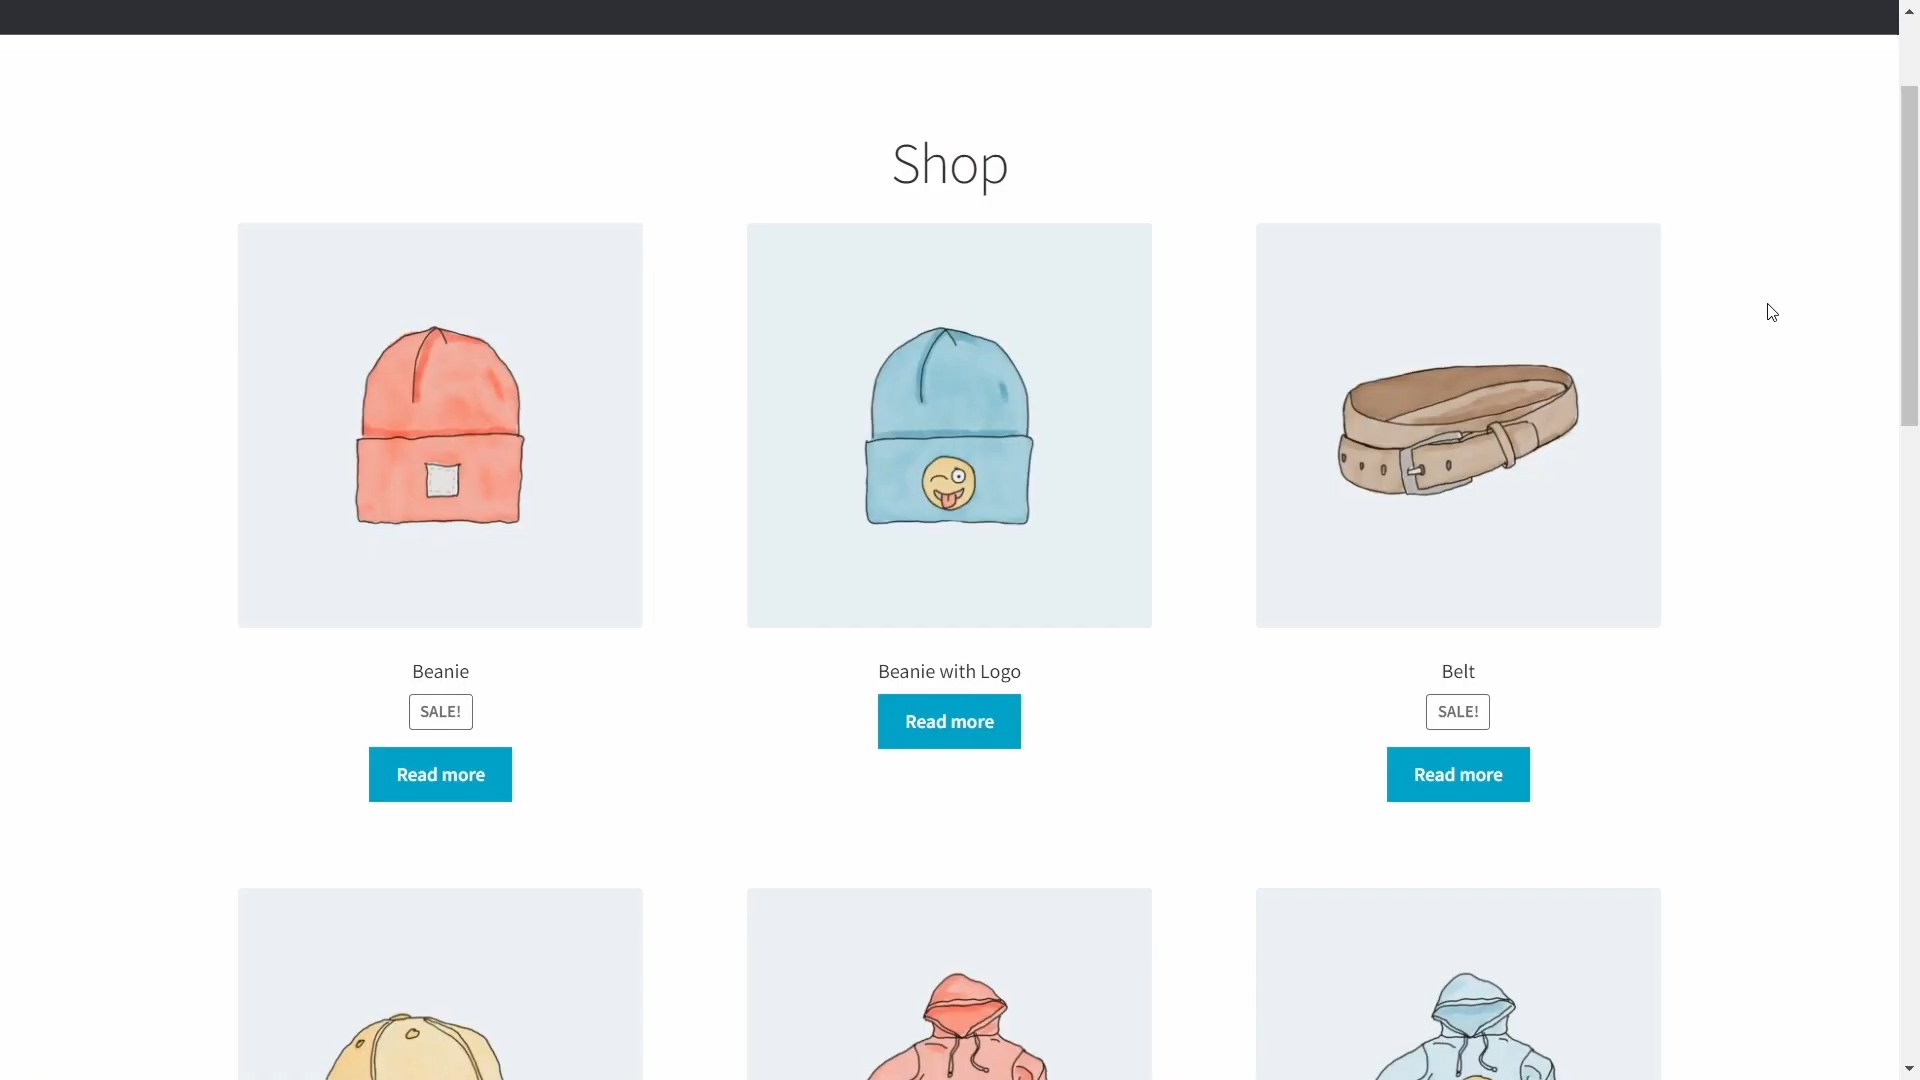 Shop
Beanie
Beanie with Logo
Belt
SALE!
SALE!
Read more
Read more
Read more